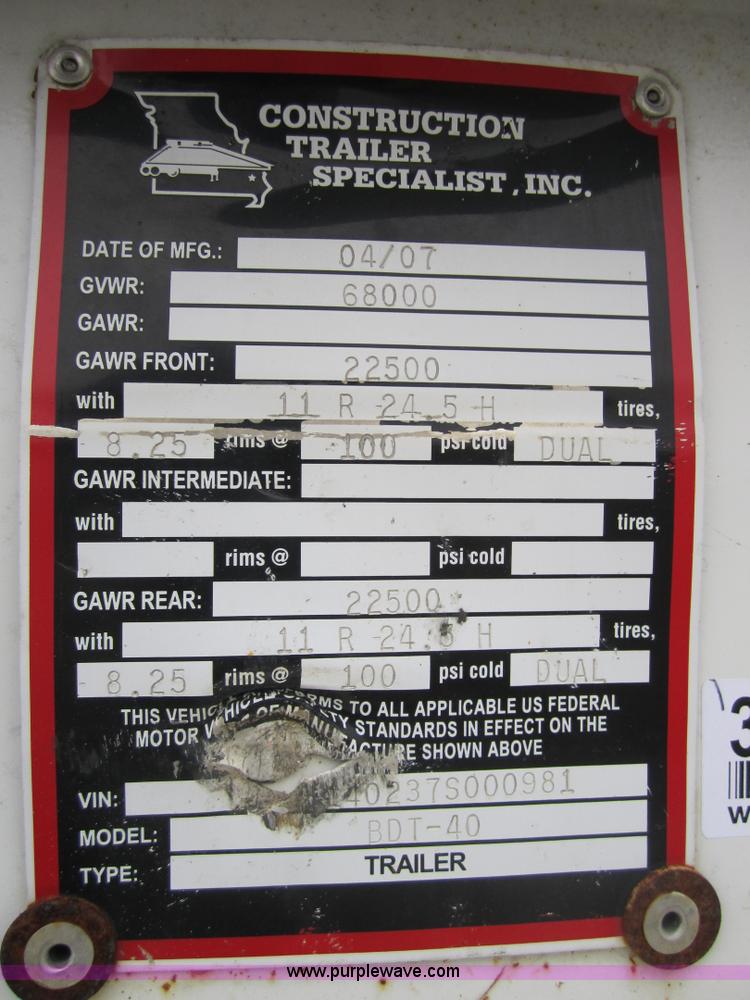 CONSTRUCTION
TRAILER
SPECIALIST, INC.
DATE OF MFG.: 04/07
GVWR: 68000
GAWR:
GAWR FRONT: 22500
with 11 R 24.5 H tires,
8.25 rims @ 100 psi cold DUAL
GAWR INTERMEDIATE:
with tires,
rims @ psi cold
GAWR REAR: 22500
with 11 R 24.5 H tires,
8.25 rims @ 100 psi cold DUAL
THIS TO ALL APPLICABLE US FEDERAL
MOTOR STANDARDS IN EFFECT ON THE
SHOWN ABOVE
VIN: 40237S000981
MODEL: BDT-40
TYPE: TRAILER
3
W
www.purplewave.com